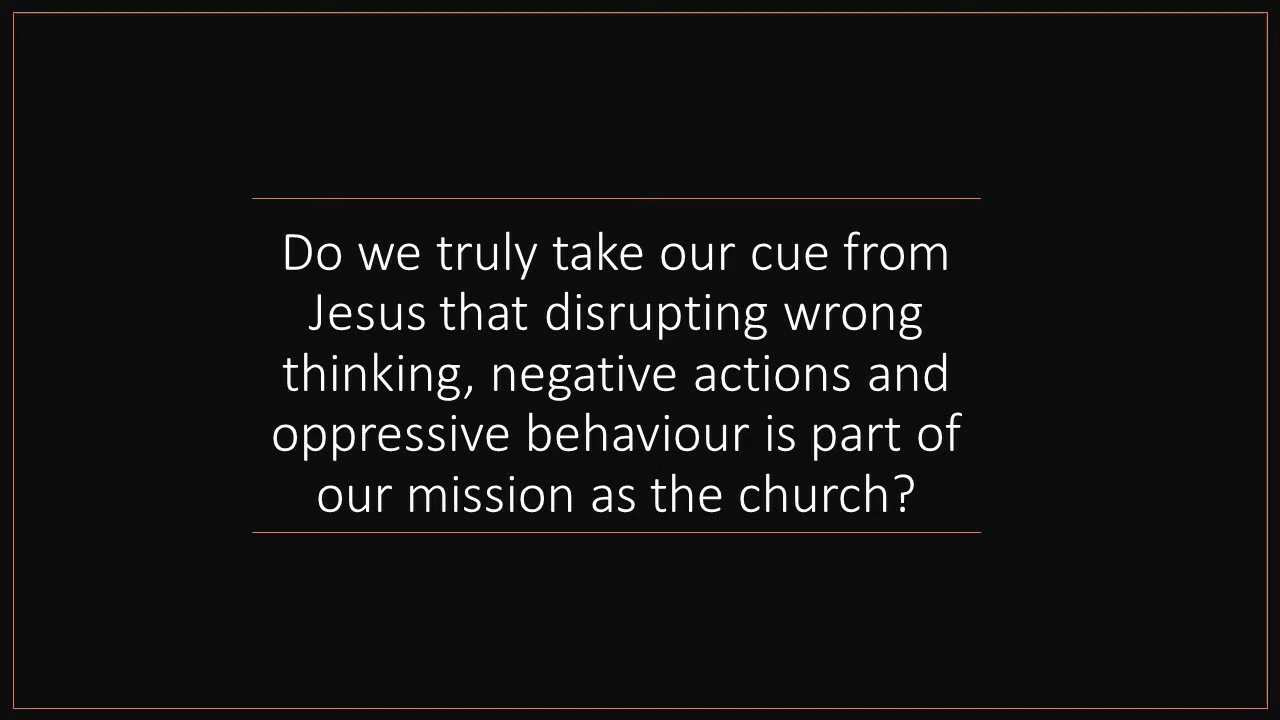 Do we truly take our cue from
Jesus that disrupting wrong
thinking, negative actions and
oppressive behaviour is part of
our mission as the church?